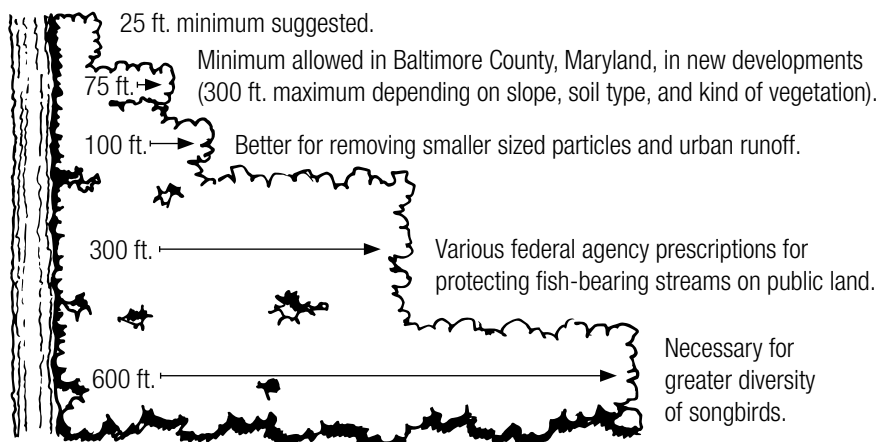 25 ft. minimum suggested.
75 ft.
Minimum allowed in Baltimore County, Maryland, in new developments
(300 ft. maximum depending on slope, soil type, and kind of vegetation).
100 ft.
Better for removing smaller sized particles and urban runoff.
300 ft.
Various federal agency prescriptions for
protecting fish-bearing streams on public land.
600 ft.
Necessary for
greater diversity
of songbirds.